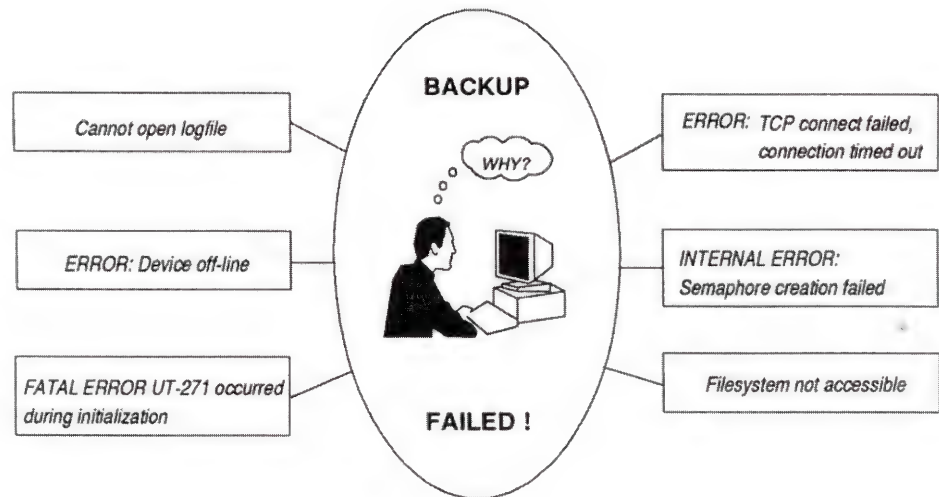 BACKUP
WHY?
FAILED !
Cannot open logfile
ERROR: Device off-line
FATAL ERROR UT-271 occurred
during initialization
ERROR: TCP connect failed,
connection timed out
INTERNAL ERROR:
Semaphore creation failed
Filesystem not accessible